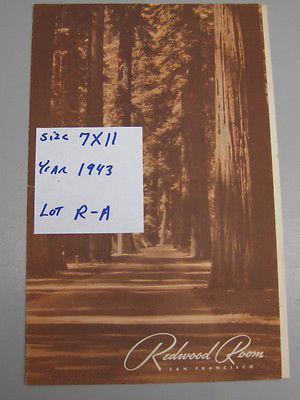 Size 7X11
Year 1943
Lot R-A
Redwood Room
SAN FRANCISCO